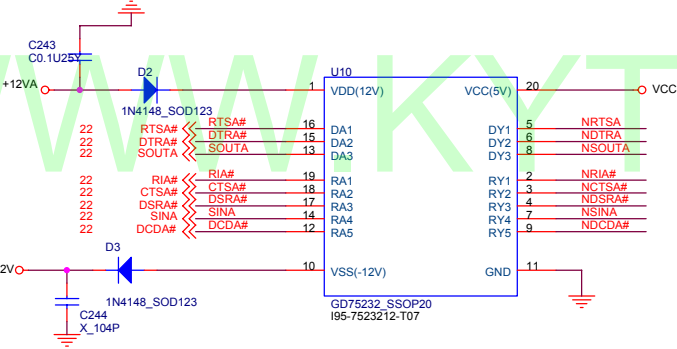 C243
C0.1U25Y
D2
U10
+12VA
1
VDD(12V)
VCC(5V)
20
VCC
1N4148_SOD123
22 RTSA# RTSA# 16 DA1 DY1 5 NRTSA
22 DTRA# DTRA# 15 DA2 DY2 6 NDTRA
22 SOUTA SOUTA 13 DA3 DY3 8 NSOUTA
22 RIA# RIA# 19 RA1 RY1 2 NRIA#
22 CTSA# CTSA# 18 RA2 RY2 3 NCTSA#
22 DSRA# DSRA# 17 RA3 RY3 4 NDSRA#
22 SINA SINA 14 RA4 RY4 7 NSINA
22 DCDA# DCDA# 12 RA5 RY5 9 NDCDA#
D3
2V
10
VSS(-12V)
GND
11
1N4148_SOD123
C244
X_104P
GD75232_SSOP20
I95-7523212-T07
WWW.KYT